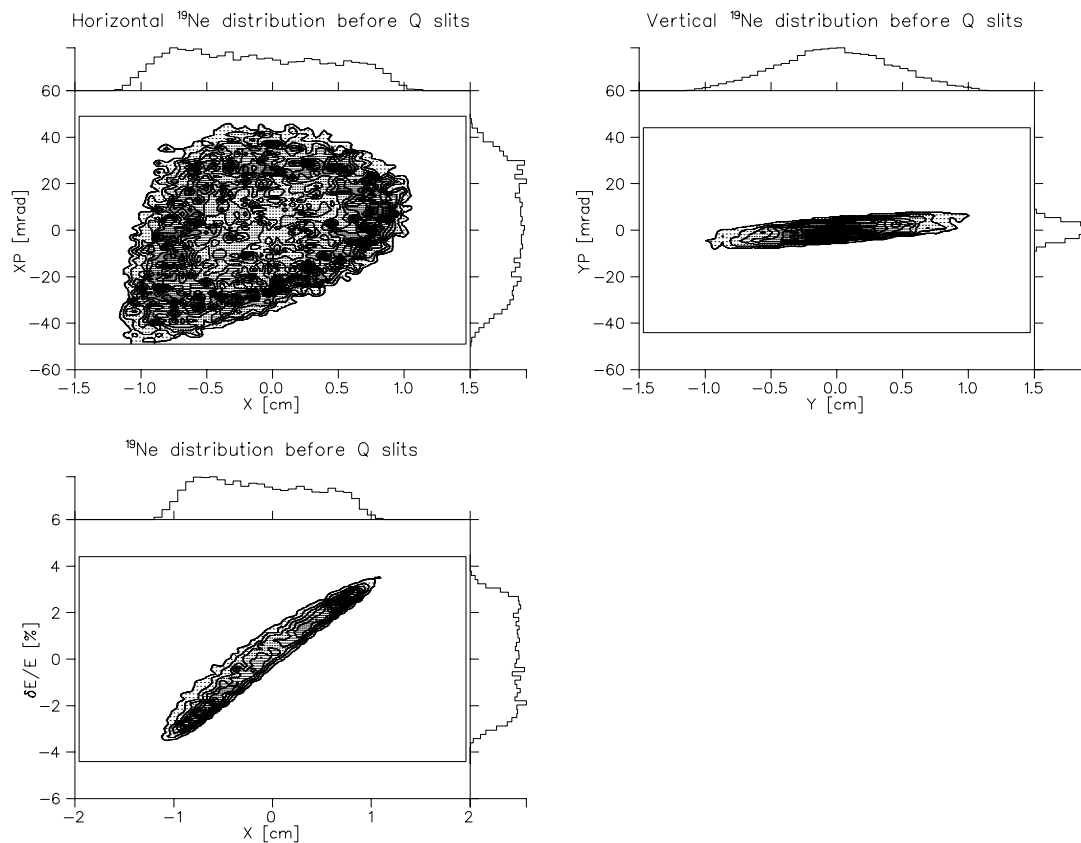 Horizontal ¹⁹Ne distribution before Q slits
60
40
20
0
−20
−40
−60
XP [mrad]
−1.5 −1.0 −0.5 0.0 0.5 1.0 1.5
X [cm]
Vertical ¹⁹Ne distribution before Q slits
60
40
20
0
−20
−40
−60
YP [mrad]
−1.5 −1.0 −0.5 0.0 0.5 1.0 1.5
Y [cm]
¹⁹Ne distribution before Q slits
6
4
2
0
−2
−4
−6
δE/E [%]
−2 −1 0 1 2
X [cm]